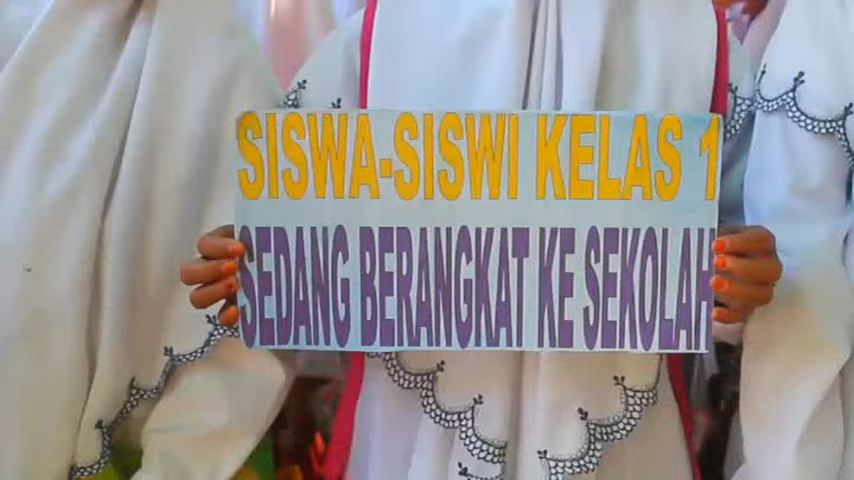 SISWA-SISWI KELAS 1
SEDANG BERANGKAT KE SEKOLAH